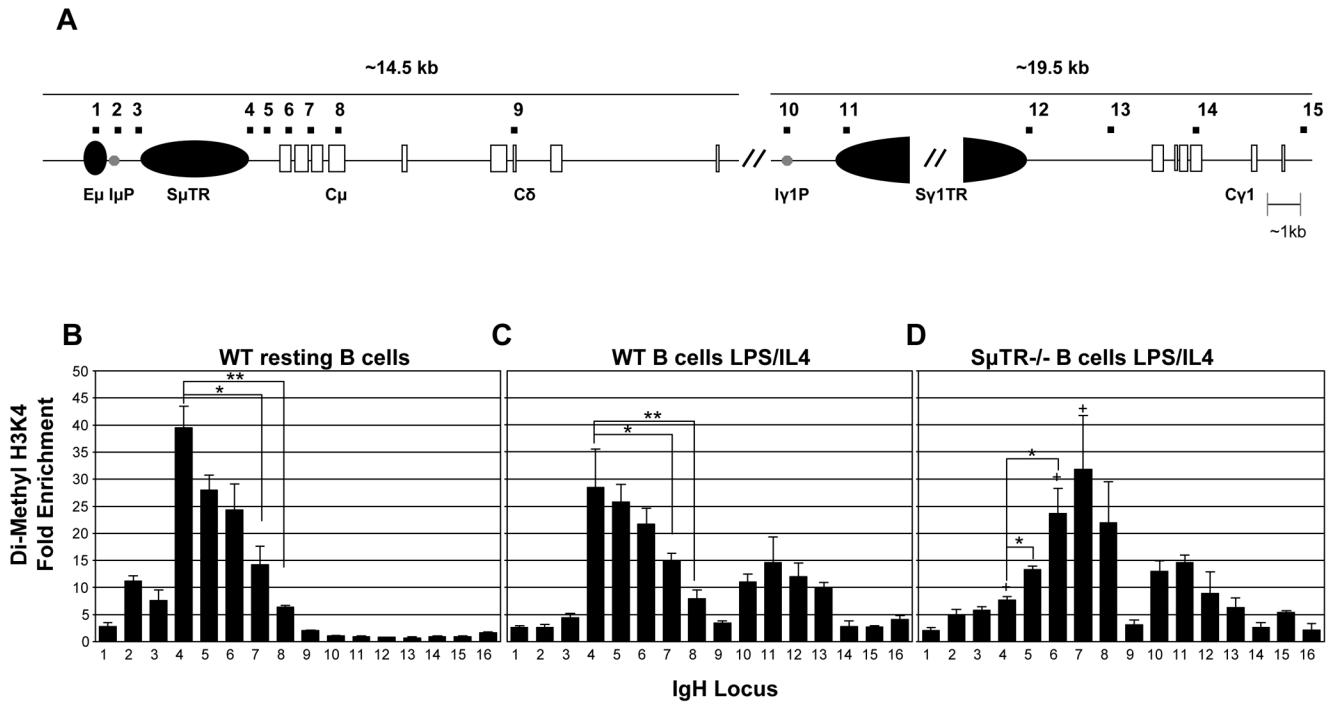 A
~14.5 kb
~19.5 kb
1 2 3 4 5 6 7 8 9 10 11 12 13 14 15
Eμ IμP SμTR Cμ Cδ Iγ1P Sγ1TR Cγ1
~1kb
B
WT resting B cells
C
WT B cells LPS/IL4
D
SμTR-/- B cells LPS/IL4
Di-Methyl H3K4
Fold Enrichment
50
45
40
35
30
25
20
15
10
5
0
**
*
**
*
+
*
+
*
+
1 2 3 4 5 6 7 8 9 10 11 12 13 14 15 16
1 2 3 4 5 6 7 8 9 10 11 12 13 14 15 16
1 2 3 4 5 6 7 8 9 10 11 12 13 14 15 16
IgH Locus